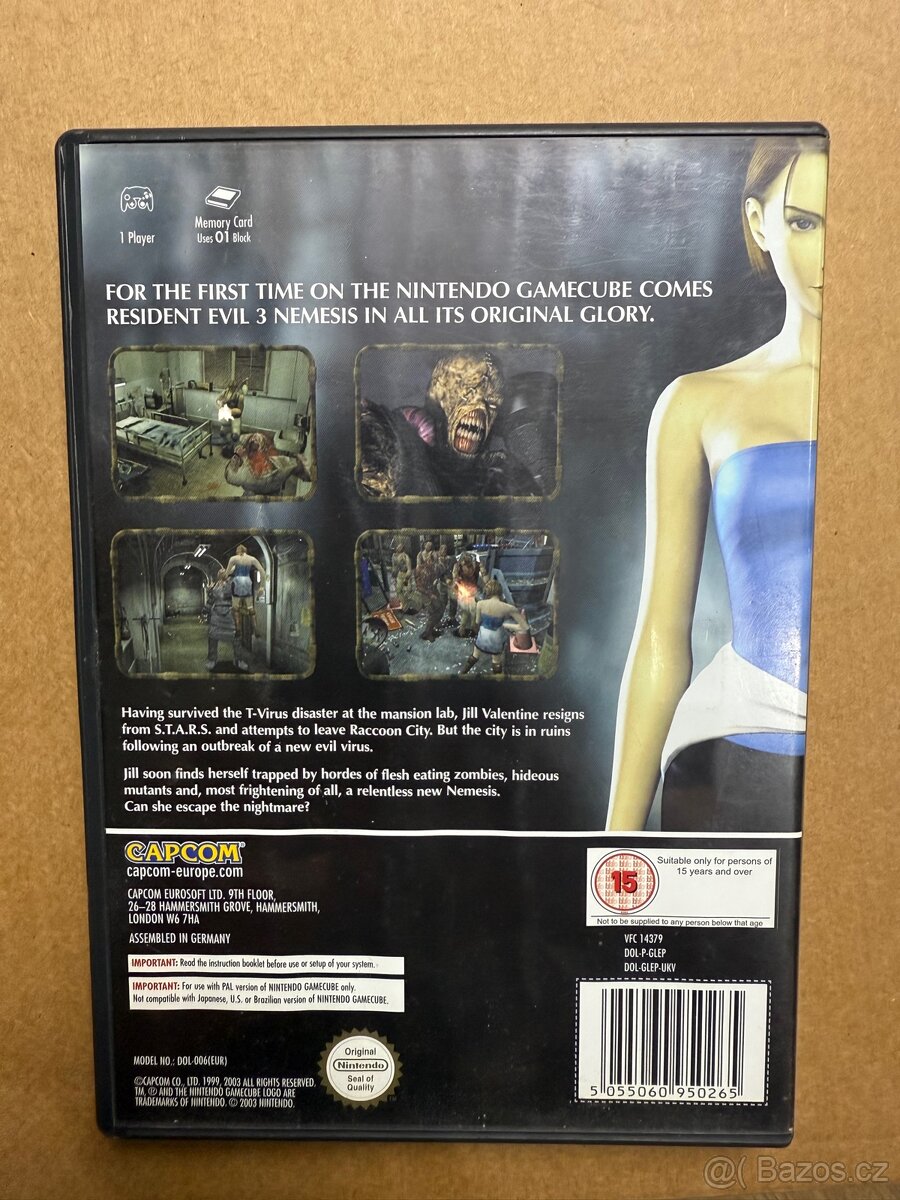 1 Player
Memory Card
Uses 01 Block
FOR THE FIRST TIME ON THE NINTENDO GAMECUBE COMES
RESIDENT EVIL 3 NEMESIS IN ALL ITS ORIGINAL GLORY.
Having survived the T-Virus disaster at the mansion lab, Jill Valentine resigns
from S.T.A.R.S. and attempts to leave Raccoon City. But the city is in ruins
following an outbreak of a new evil virus.
Jill soon finds herself trapped by hordes of flesh eating zombies, hideous
mutants and, most frightening of all, a relentless new Nemesis.
Can she escape the nightmare?
CAPCOM
capcom-europe.com
CAPCOM EUROSOFT LTD. 9TH FLOOR,
26–28 HAMMERSMITH GROVE, HAMMERSMITH,
LONDON W6 7HA
ASSEMBLED IN GERMANY
IMPORTANT: Read the instruction booklet before use or setup of your system.
IMPORTANT: For use with PAL version of NINTENDO GAMECUBE only.
Not compatible with Japanese, U.S. or Brazilian version of NINTENDO GAMECUBE.
MODEL NO.: DOL-006(EUR)
©CAPCOM CO., LTD. 1999, 2003 ALL RIGHTS RESERVED.
TM, ® AND THE NINTENDO GAMECUBE LOGO ARE
TRADEMARKS OF NINTENDO. © 2003 NINTENDO.
Original
Nintendo
Seal of
Quality
TM
15
Suitable only for persons of
15 years and over
Not to be supplied to any person below that age
VFC 14379
DOL-P-GLEP
DOL-GLEP-UKV
5 055060 950265
@( Bazos.cz